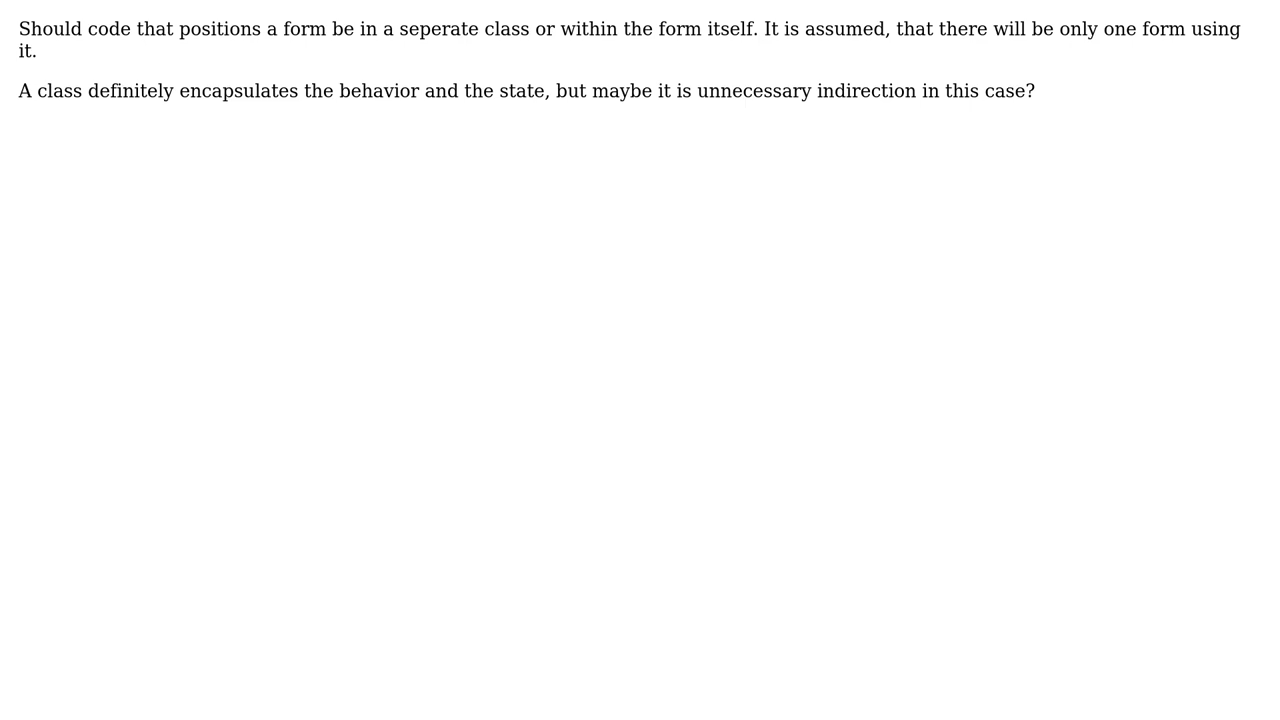 Should code that positions a form be in a seperate class or within the form itself. It is assumed, that there will be only one form using
it.
A class definitely encapsulates the behavior and the state, but maybe it is unnecessary indirection in this case?